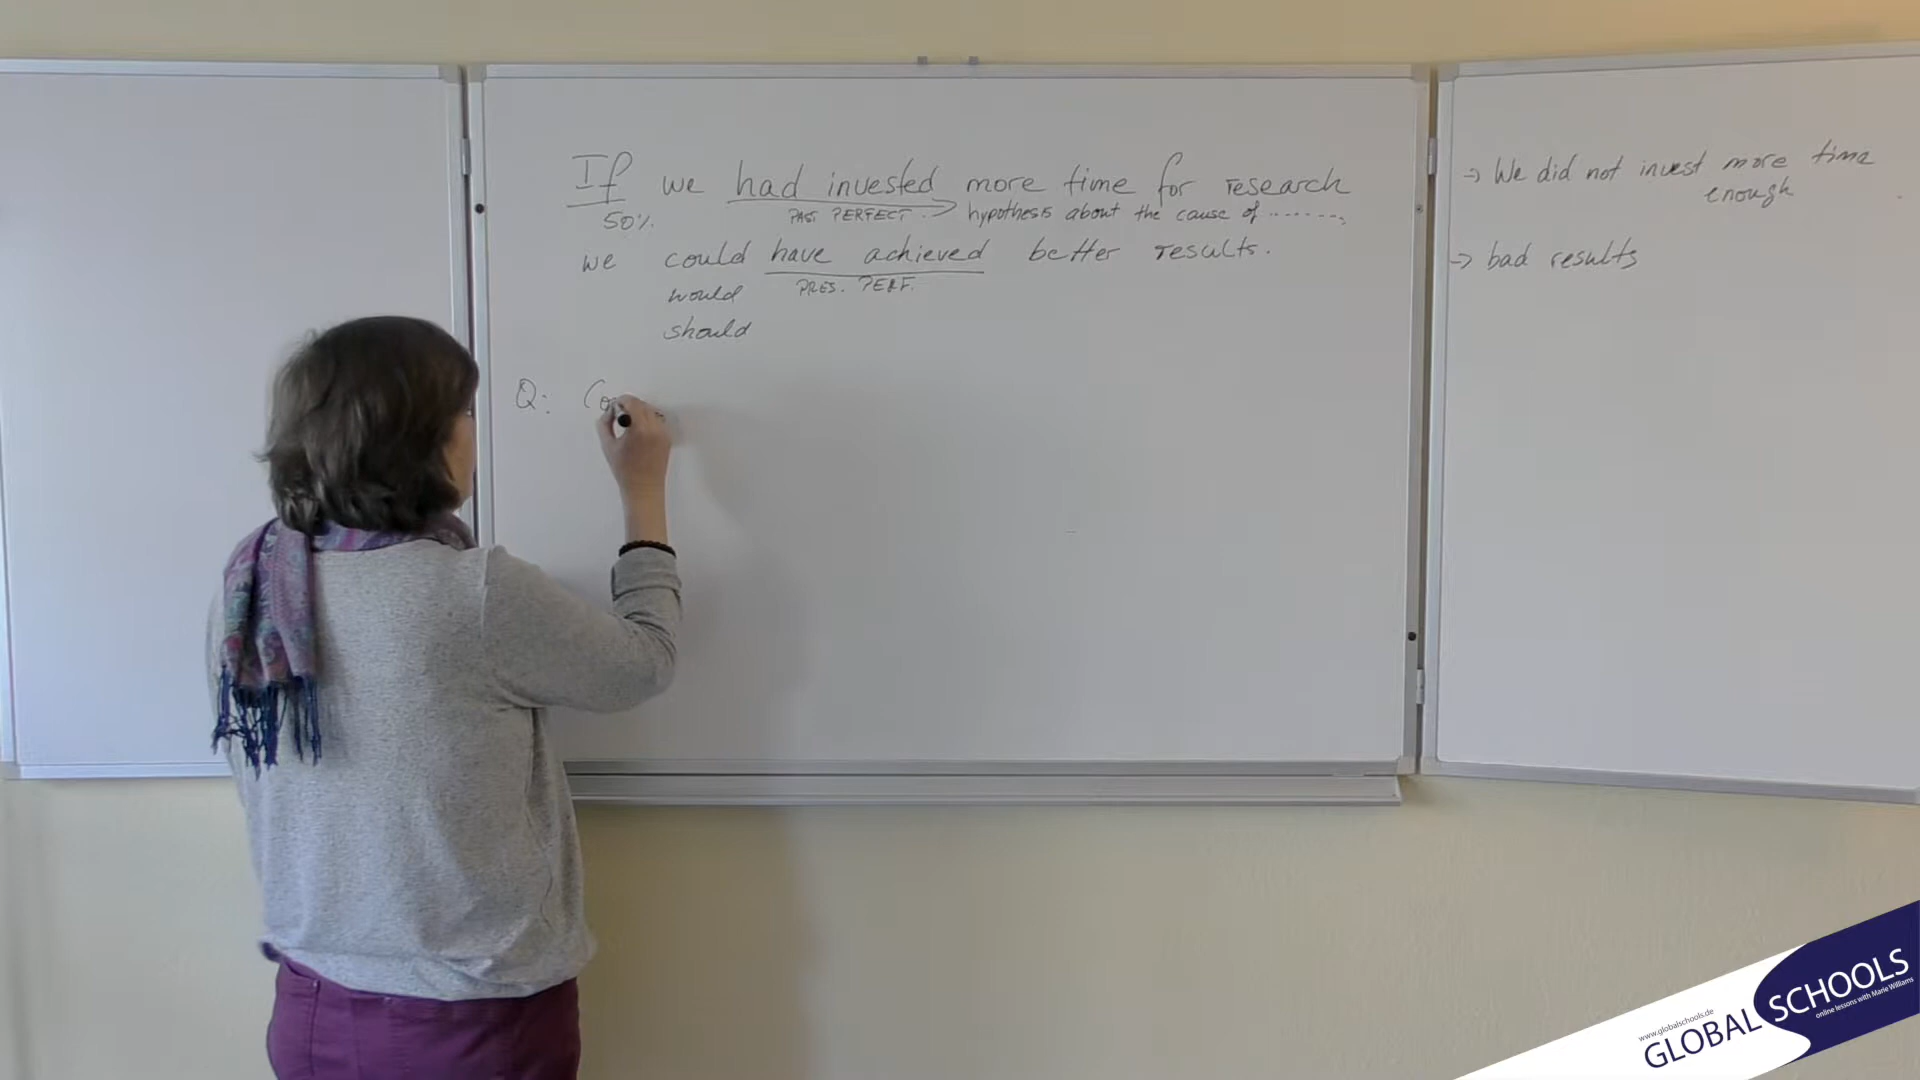 If we had invested more time for research
50% PAST PERFECT. -> hypothesis about the cause of ........
we could have achieved better results.
would PRES. PERF.
should
Q: Co
-> We did not invest more time
enough
-> bad results
www.globalschools.de
GLOBAL SCHOOLS
online lessons with Marie Williams